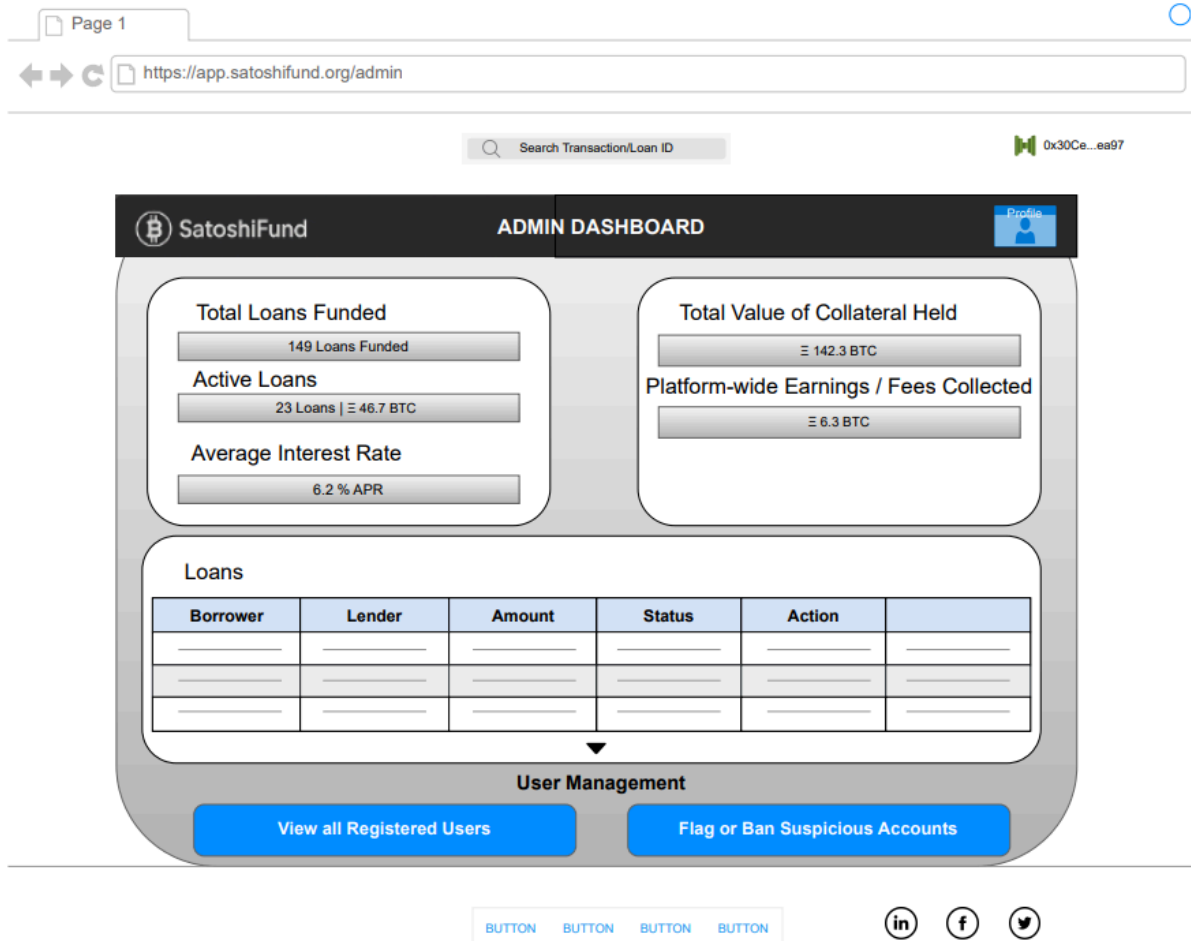 Page 1
https://app.satoshifund.org/admin
Search Transaction/Loan ID
0x30Ce...ea97
SatoshiFund
ADMIN DASHBOARD
Profile
Total Loans Funded
149 Loans Funded
Active Loans
23 Loans | Ξ 46.7 BTC
Average Interest Rate
6.2 % APR
Total Value of Collateral Held
Ξ 142.3 BTC
Platform-wide Earnings / Fees Collected
Ξ 6.3 BTC
Loans
Borrower Lender Amount Status Action
User Management
View all Registered Users
Flag or Ban Suspicious Accounts
BUTTON BUTTON BUTTON BUTTON
in f